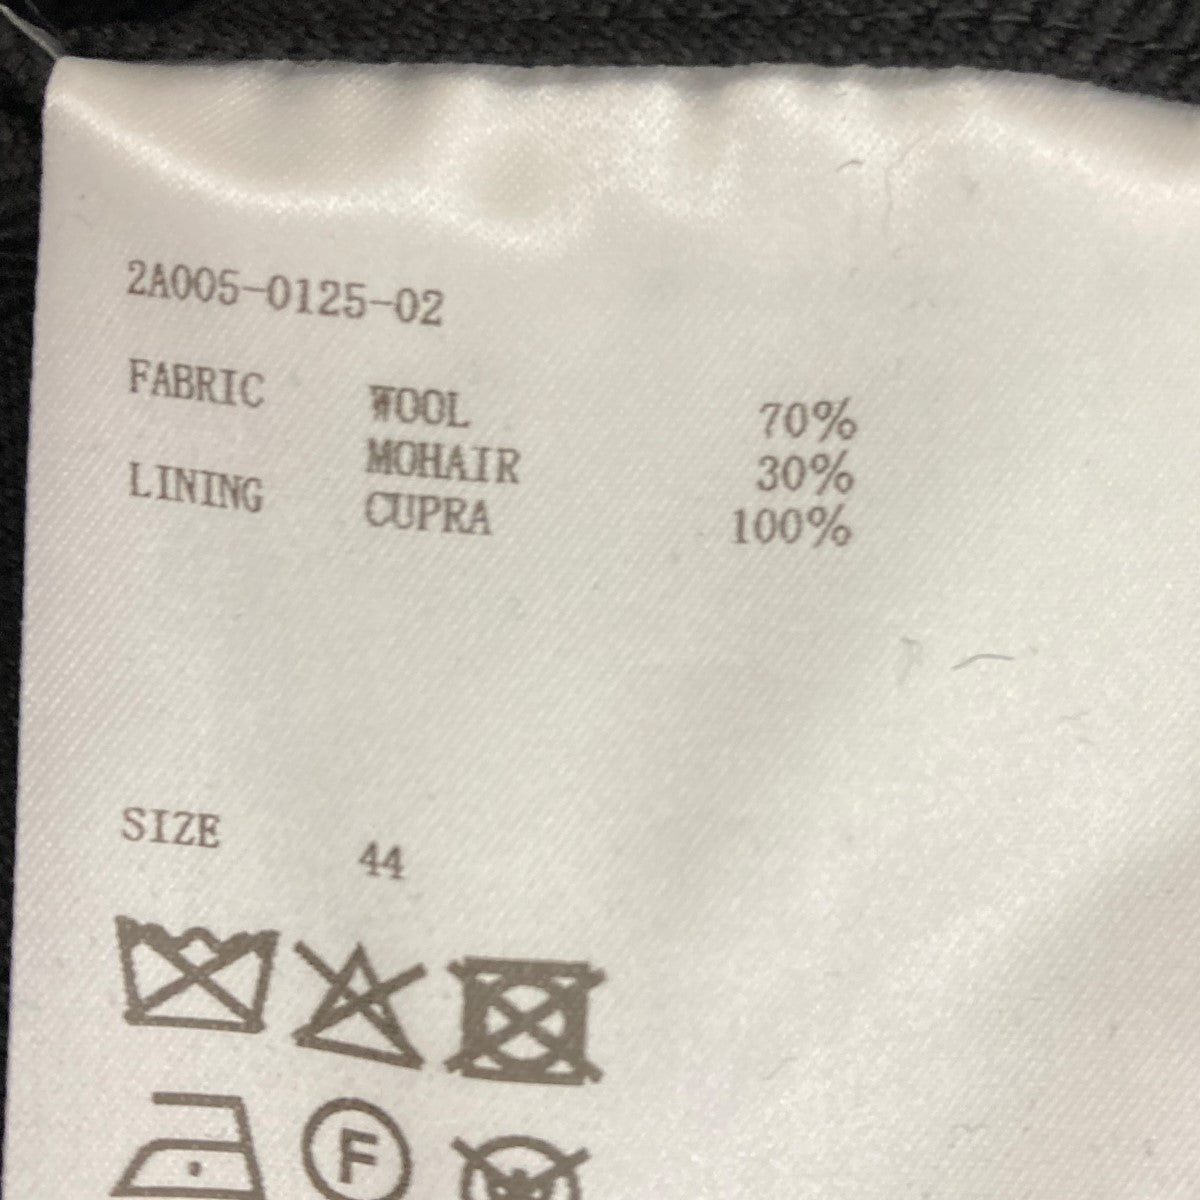 2A005-0125-02
FABRIC WOOL 70%
MOHAIR 30%
LINING CUPRA 100%
SIZE 44
F